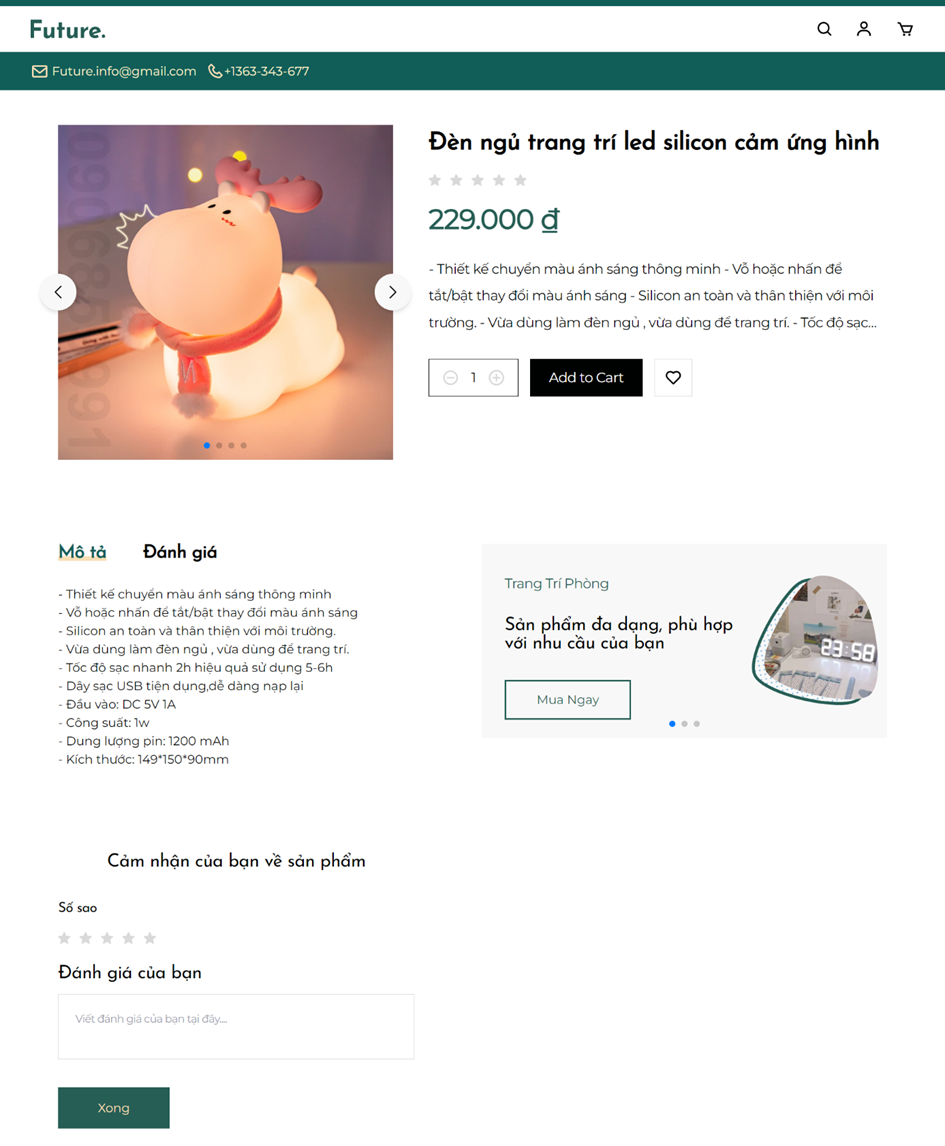 Future.
Future.info@gmail.com +1363-343-677
Đèn ngủ trang trí led silicon cảm ứng hình
229.000 ₫
- Thiết kế chuyển màu ánh sáng thông minh - Vỗ hoặc nhấn để
tắt/bật thay đổi màu ánh sáng - Silicon an toàn và thân thiện với môi
trường. - Vừa dùng làm đèn ngủ , vừa dùng để trang trí. - Tốc độ sạc...
1
Add to Cart
0906855991
Mô tả Đánh giá
- Thiết kế chuyển màu ánh sáng thông minh
- Vỗ hoặc nhấn để tắt/bật thay đổi màu ánh sáng
- Silicon an toàn và thân thiện với môi trường.
- Vừa dùng làm đèn ngủ , vừa dùng để trang trí.
- Tốc độ sạc nhanh 2h hiệu quả sử dụng 5-6h
- Dây sạc USB tiện dụng,dễ dàng nạp lại
- Đầu vào: DC 5V 1A
- Công suất: 1w
- Dung lượng pin: 1200 mAh
- Kích thước: 149*150*90mm
Trang Trí Phòng
Sản phẩm đa dạng, phù hợp
với nhu cầu của bạn
Mua Ngay
23:58
Cảm nhận của bạn về sản phẩm
Số sao
Đánh giá của bạn
Viết đánh giá của bạn tại đây....
Xong